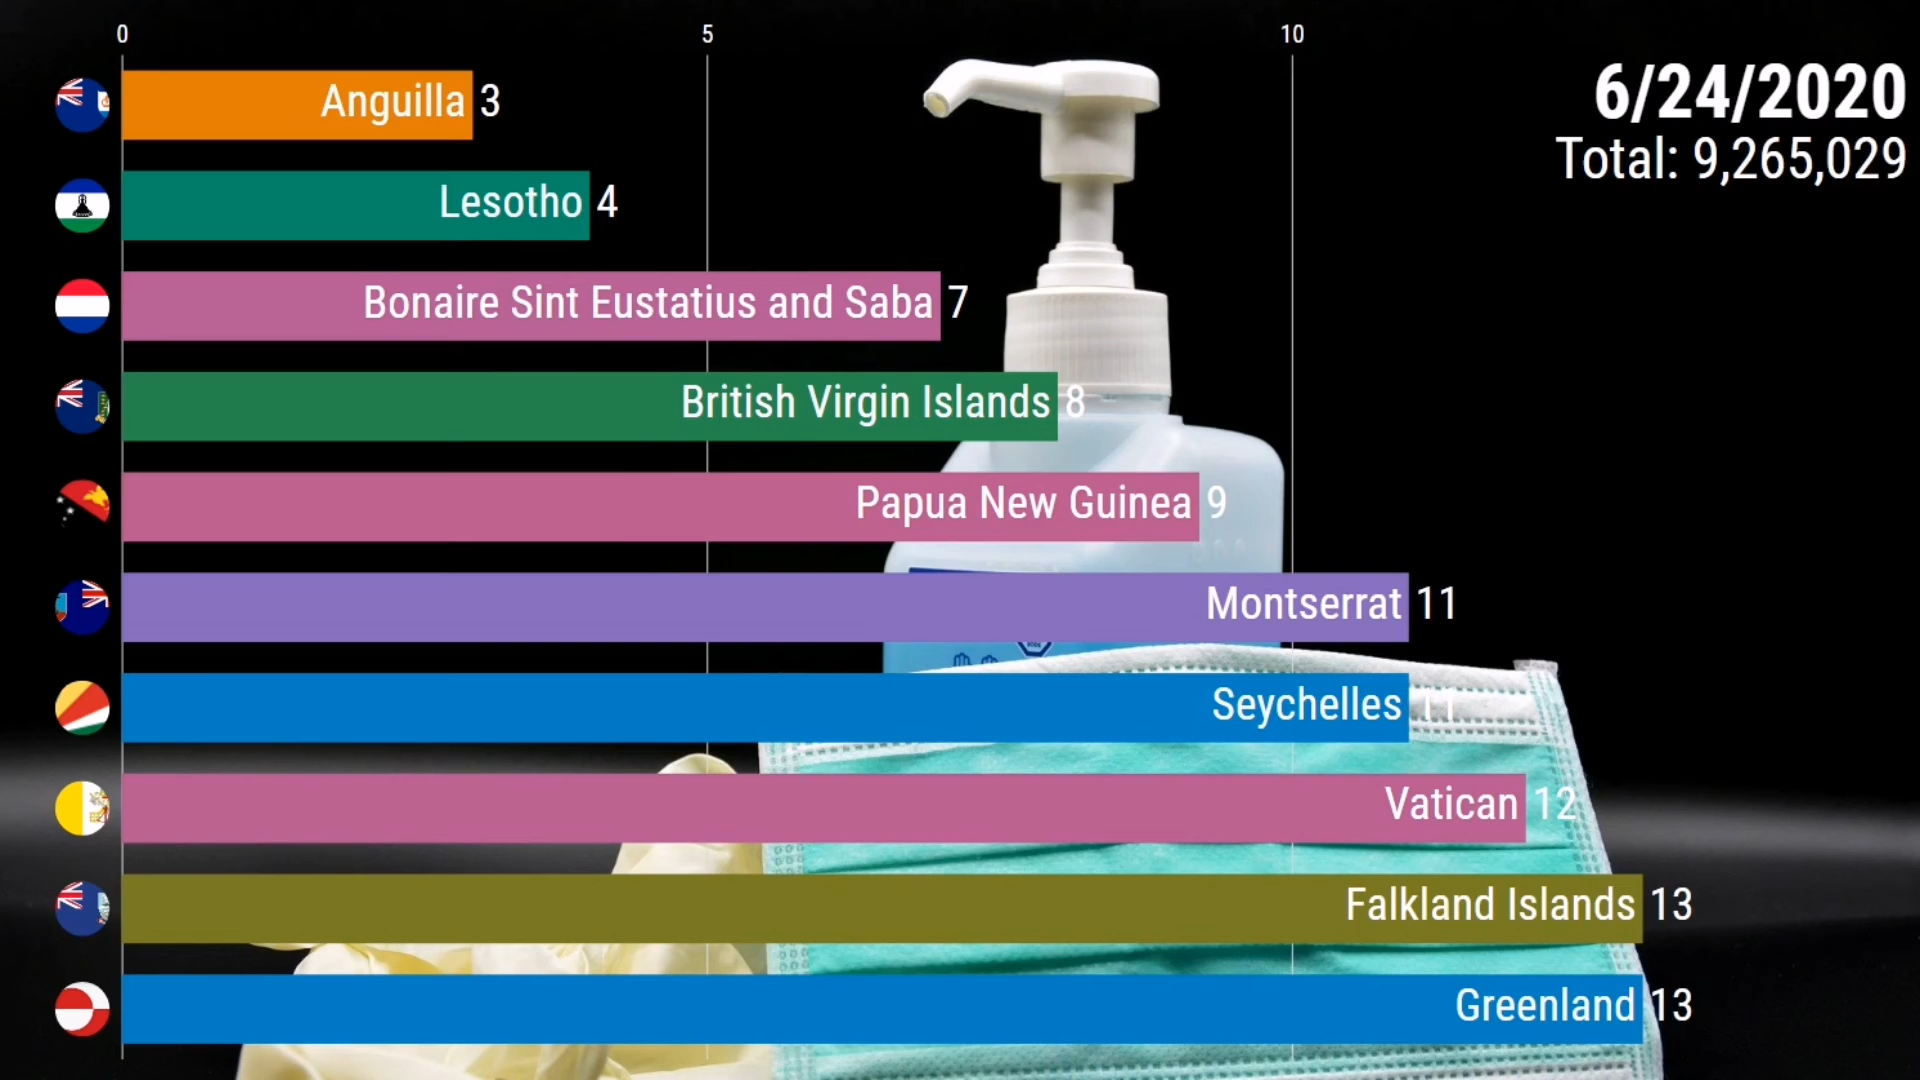 0 5 10
6/24/2020
Total: 9,265,029
Anguilla 3
Lesotho 4
Bonaire Sint Eustatius and Saba 7
British Virgin Islands 8
Papua New Guinea 9
Montserrat 11
Seychelles 11
Vatican 12
Falkland Islands 13
Greenland 13